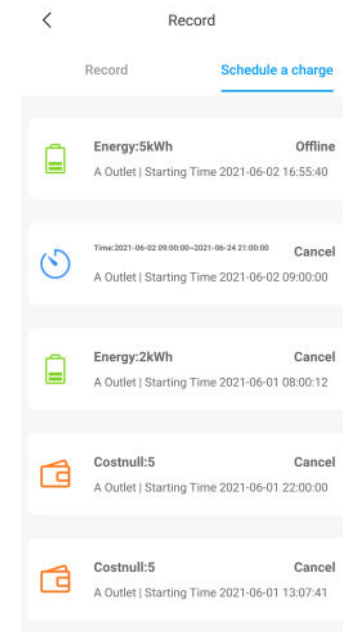 Record
Record Schedule a charge
Energy:5kWh Offline
A Outlet | Starting Time 2021-06-02 16:55:40
Time:2021-06-02 09:00:00~2021-06-24 21:00:00 Cancel
A Outlet | Starting Time 2021-06-02 09:00:00
Energy:2kWh Cancel
A Outlet | Starting Time 2021-06-01 08:00:12
Costnull:5 Cancel
A Outlet | Starting Time 2021-06-01 22:00:00
Costnull:5 Cancel
A Outlet | Starting Time 2021-06-01 13:07:41